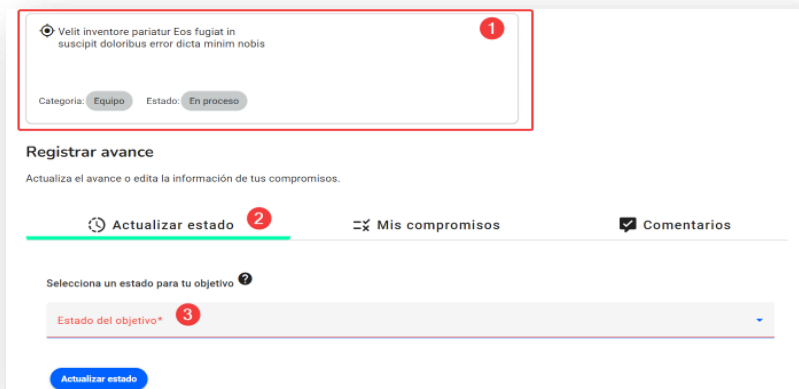 Velit inventore pariatur Eos fugiat in
suscipit doloribus error dicta minim nobis
1
Categoria: Equipo Estado: En proceso
Registrar avance
Actualiza el avance o edita la información de tus compromisos.
Actualizar estado 2 Mis compromisos Comentarios
Selecciona un estado para tu objetivo ?
Estado del objetivo* 3
Actualizar estado